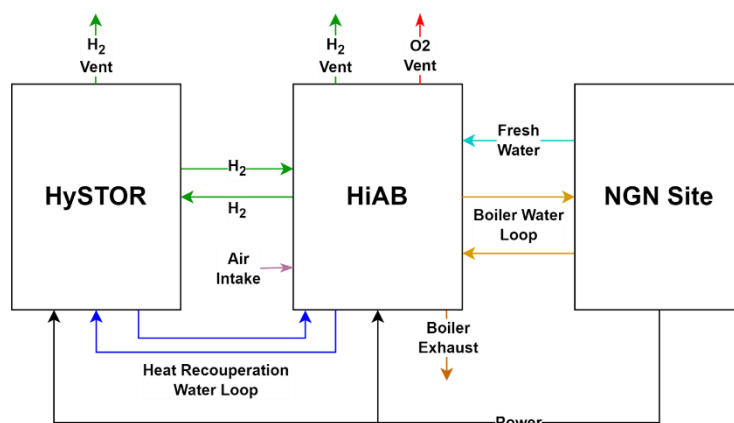 H2
Vent
H2
Vent
O2
Vent
HySTOR
H2
H2
Air
Intake
HiAB
Fresh
Water
Boiler Water
Loop
NGN Site
Heat Recouperation
Water Loop
Boiler
Exhaust
Power